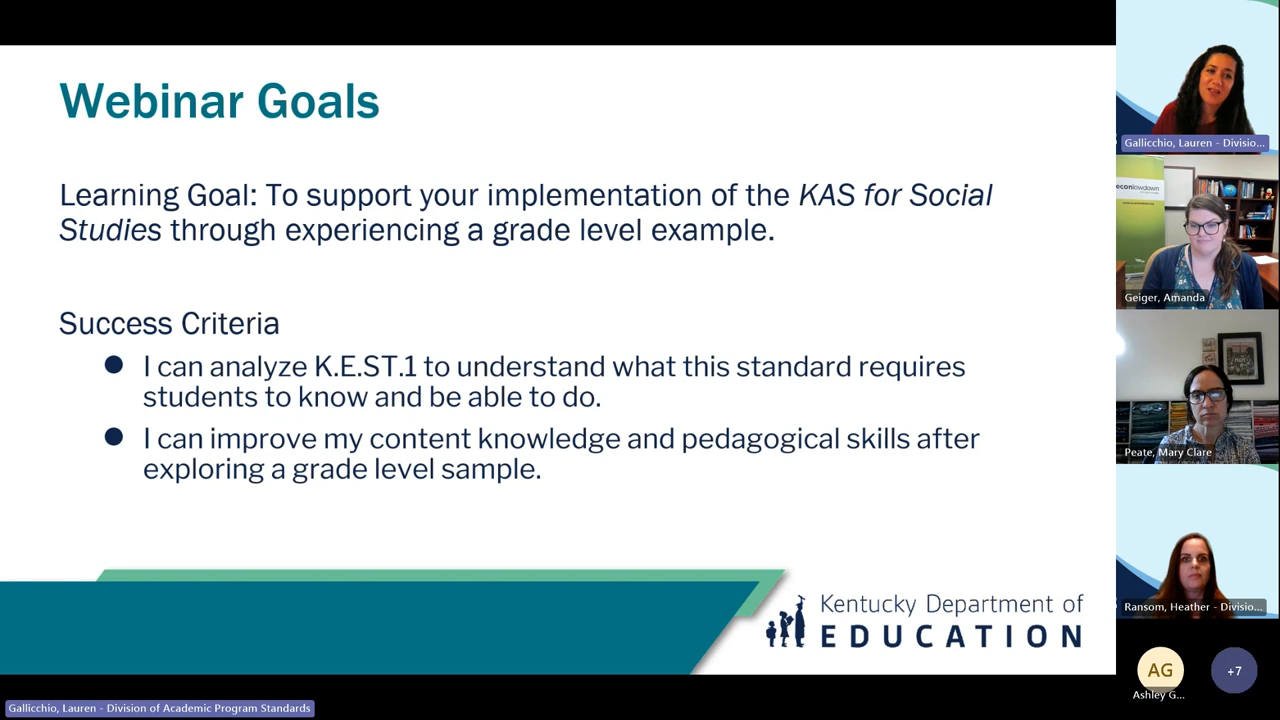 Webinar Goals
Learning Goal: To support your implementation of the KAS for Social
Studies through experiencing a grade level example.
Success Criteria
● I can analyze K.E.ST.1 to understand what this standard requires
students to know and be able to do.
● I can improve my content knowledge and pedagogical skills after
exploring a grade level sample.
Kentucky Department of
EDUCATION
Gallicchio, Lauren - Division of Academic Program Standards
Gallicchio, Lauren - Divisio...
econlowdown
Geiger, Amanda
Peate, Mary Clare
Ransom, Heather - Divisio...
AG
Ashley G...
+7